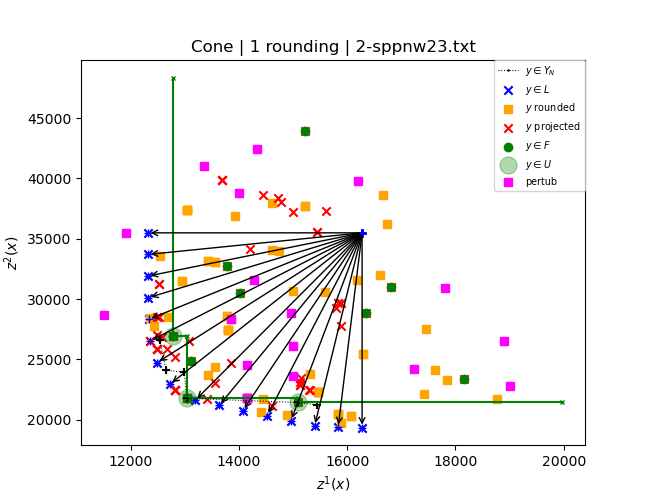 Cone | 1 rounding | 2-sppnw23.txt
z²(x)
45000
40000
35000
30000
25000
20000
12000
14000
16000
18000
20000
z¹(x)
y ∈ Y_N
y ∈ L
y rounded
y projected
y ∈ F
y ∈ U
pertub